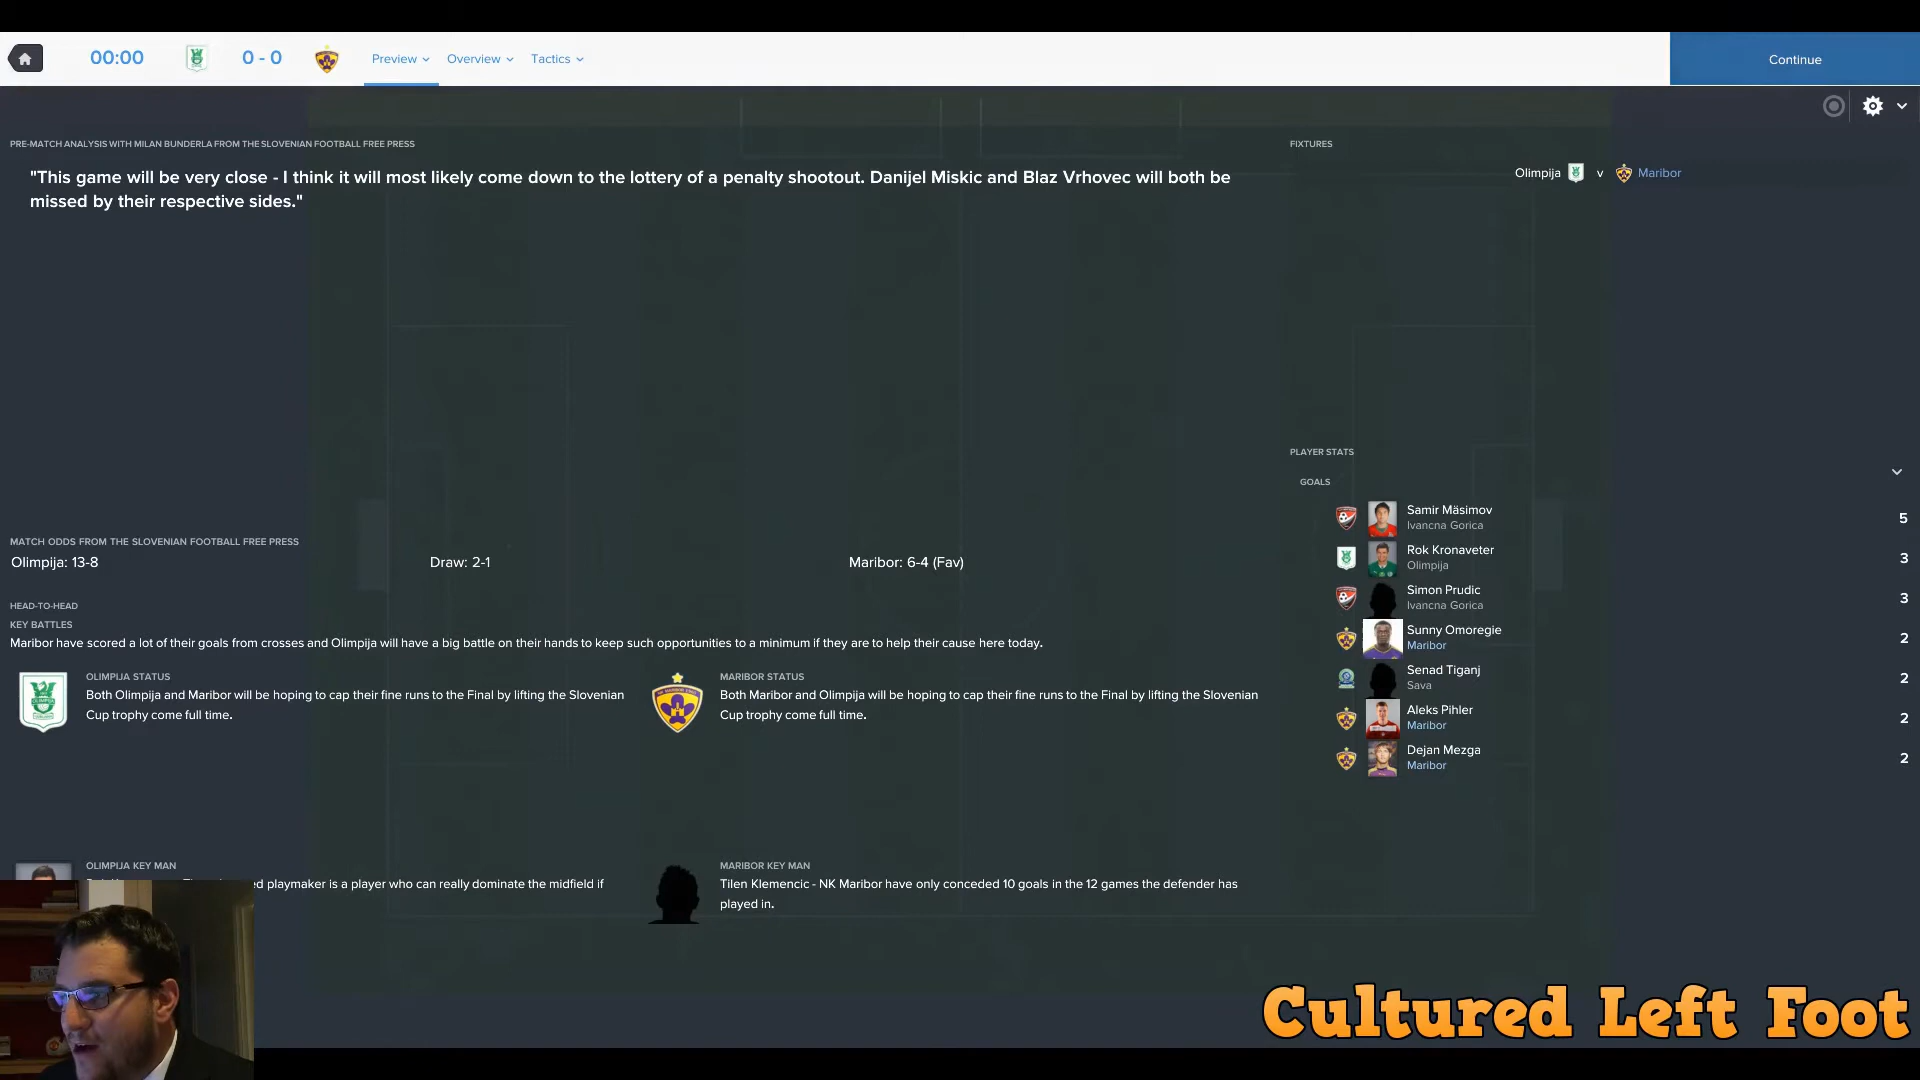 00:00
0 - 0
Preview
Overview
Tactics
Continue
PRE-MATCH ANALYSIS WITH MILAN BUNDERLA FROM THE SLOVENIAN FOOTBALL FREE PRESS
"This game will be very close - I think it will most likely come down to the lottery of a penalty shootout. Danijel Miskic and Blaz Vrhovec will both be
missed by their respective sides."
FIXTURES
Olimpija v Maribor
MATCH ODDS FROM THE SLOVENIAN FOOTBALL FREE PRESS
Olimpija: 13-8
Draw: 2-1
Maribor: 6-4 (Fav)
HEAD-TO-HEAD
KEY BATTLES
Maribor have scored a lot of their goals from crosses and Olimpija will have a big battle on their hands to keep such opportunities to a minimum if they are to help their cause here today.
OLIMPIJA STATUS
Both Olimpija and Maribor will be hoping to cap their fine runs to the Final by lifting the Slovenian
Cup trophy come full time.
MARIBOR STATUS
Both Maribor and Olimpija will be hoping to cap their fine runs to the Final by lifting the Slovenian
Cup trophy come full time.
OLIMPIJA KEY MAN
playmaker is a player who can really dominate the midfield if
MARIBOR KEY MAN
Tilen Klemencic - NK Maribor have only conceded 10 goals in the 12 games the defender has
played in.
PLAYER STATS
GOALS
Samir Mäsimov
Ivancna Gorica
5
Rok Kronaveter
Olimpija
3
Simon Prudic
Ivancna Gorica
3
Sunny Omoregie
Maribor
2
Senad Tiganj
Sava
2
Aleks Pihler
Maribor
2
Dejan Mezga
Maribor
2
Cultured Left Foot